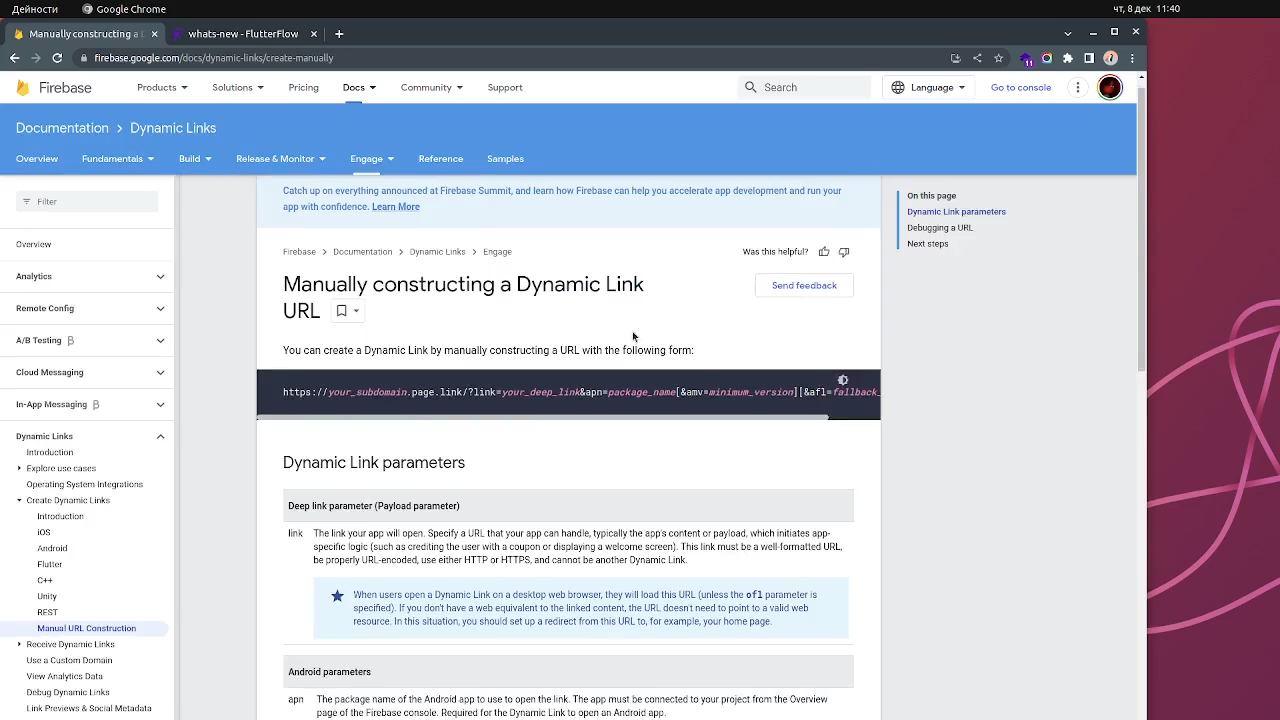 Дейности
Google Chrome
чт, 8 дек 11:40
Manually constructing a D
whats-new - FlutterFlow
firebase.google.com/docs/dynamic-links/create-manually
11
Firebase
Products
Solutions
Pricing
Docs
Community
Support
Search
Language
Go to console
Documentation
Dynamic Links
Overview
Fundamentals
Build
Release & Monitor
Engage
Reference
Samples
Filter
Overview
Analytics
Remote Config
A/B Testing β
Cloud Messaging
In-App Messaging β
Dynamic Links
Introduction
Explore use cases
Operating System Integrations
Create Dynamic Links
Introduction
iOS
Android
Flutter
C++
Unity
REST
Manual URL Construction
Receive Dynamic Links
Use a Custom Domain
View Analytics Data
Debug Dynamic Links
Link Previews & Social Metadata
Catch up on everything announced at Firebase Summit, and learn how Firebase can help you accelerate app development and run your
app with confidence. Learn More
Firebase > Documentation > Dynamic Links > Engage
Was this helpful?
Manually constructing a Dynamic Link
URL
Send feedback
You can create a Dynamic Link by manually constructing a URL with the following form:
https://your_subdomain.page.link/?link=your_deep_link&apn=package_name[&amv=minimum_version][&afl=fallback_
Dynamic Link parameters
Deep link parameter (Payload parameter)
link
The link your app will open. Specify a URL that your app can handle, typically the app's content or payload, which initiates app-
specific logic (such as crediting the user with a coupon or displaying a welcome screen). This link must be a well-formatted URL,
be properly URL-encoded, use either HTTP or HTTPS, and cannot be another Dynamic Link.
When users open a Dynamic Link on a desktop web browser, they will load this URL (unless the ofl parameter is
specified). If you don't have a web equivalent to the linked content, the URL doesn't need to point to a valid web
resource. In this situation, you should set up a redirect from this URL to, for example, your home page.
Android parameters
apn
The package name of the Android app to use to open the link. The app must be connected to your project from the Overview
page of the Firebase console. Required for the Dynamic Link to open an Android app.
On this page
Dynamic Link parameters
Debugging a URL
Next steps